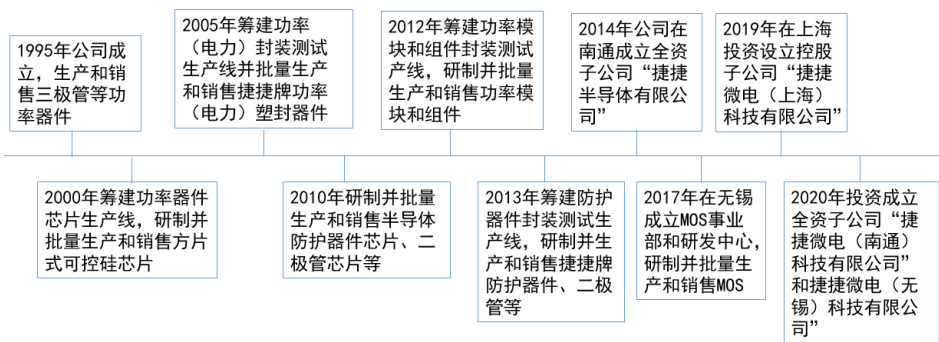 1995年公司成
立，生产和销
售三极管等功
率器件
2005年筹建功率
（电力）封装测试
生产线并批量生产
和销售捷捷牌功率
（电力）塑封器件
2012年筹建功率模
块和组件封装测试
产线，研制并批量
生产和销售功率模
块和组件
2014年公司在
南通成立全资
子公司“捷捷
半导体有限公
司”
2019年在上海
投资设立控股
子公司“捷捷
微电（上海）
科技有限公司”
2000年筹建功率器件
芯片生产线，研制并
批量生产和销售方片
式可控硅芯片
2010年研制并批量
生产和销售半导体
防护器件芯片、二
极管芯片等
2013年筹建防护
器件封装测试生
产线，研制并生
产和销售捷捷牌
防护器件、二极
管等
2017年在无锡
成立MOS事业
部和研发中心，
研制并批量生
产和销售MOS
2020年投资成立
全资子公司“捷
捷微电（南通）
科技有限公司”
和捷捷微电（无
锡）科技有限公
司”